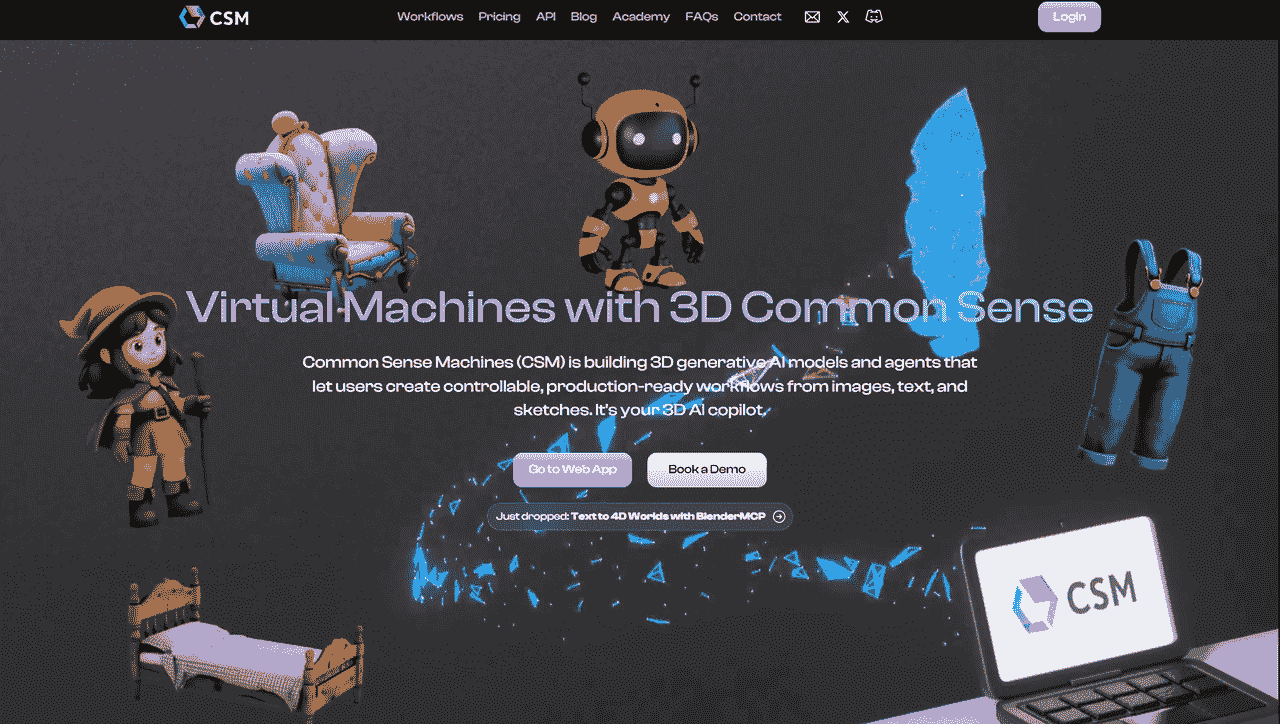 CSM
Workflows Pricing API Blog Academy FAQs Contact
Login
Virtual Machines with 3D Common Sense
Common Sense Machines (CSM) is building 3D generative AI models and agents that
let users create controllable, production-ready workflows from images, text, and
sketches. It's your 3D AI copilot.
Go to Web App
Book a Demo
Just dropped: Text to 4D Worlds with BlenderMCP
CSM